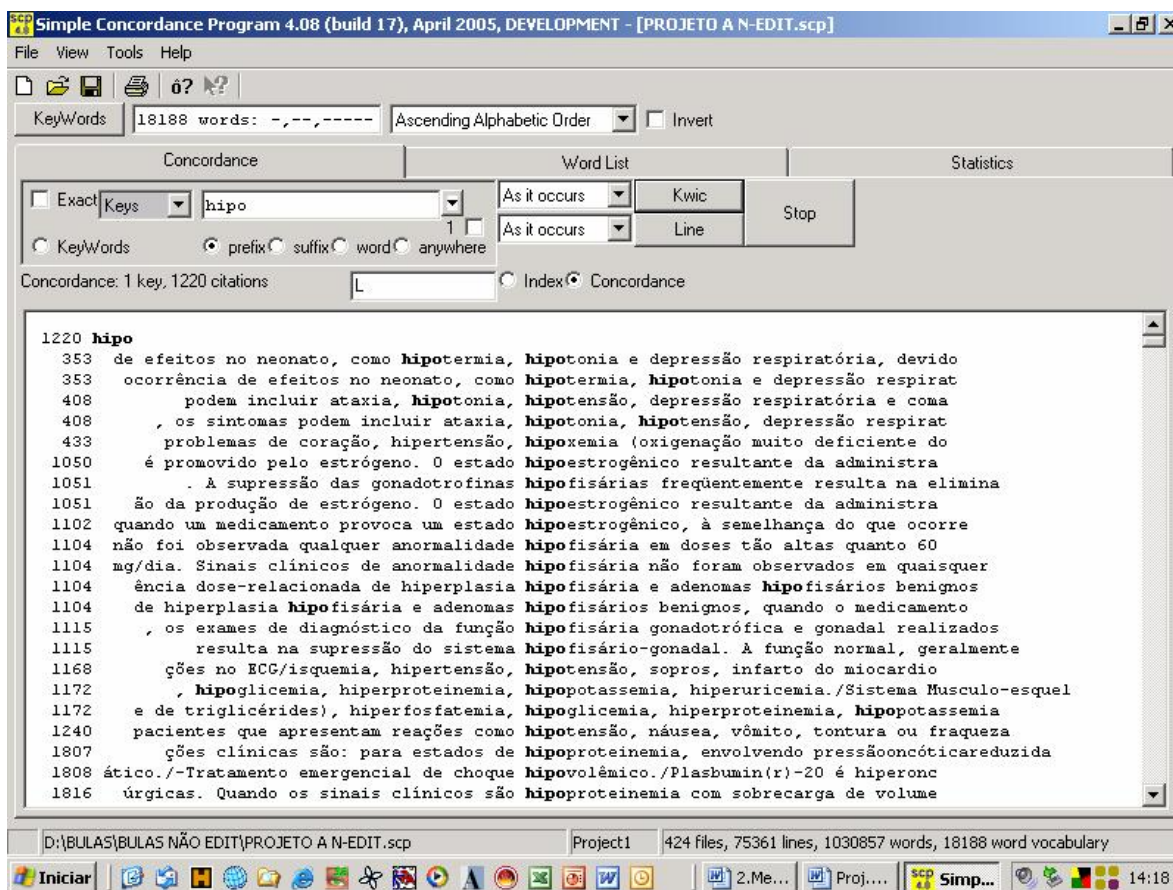 Simple Concordance Program 4.08 (build 17), April 2005, DEVELOPMENT - [PROJETO A N-EDIT.scp]
File View Tools Help
ô?
KeyWords 18188 words: -,--,----- Ascending Alphabetic Order Invert
Concordance Word List Statistics
Exact Keys hipo As it occurs Kwic Stop
1 As it occurs Line
KeyWords prefix suffix word anywhere
Concordance: 1 key, 1220 citations L Index Concordance
1220 hipo
353 de efeitos no neonato, como hipotermia, hipotonia e depressão respiratória, devido
353 ocorrência de efeitos no neonato, como hipotermia, hipotonia e depressão respirat
408 podem incluir ataxia, hipotonia, hipotensão, depressão respiratória e coma
408 , os sintomas podem incluir ataxia, hipotonia, hipotensão, depressão respirat
433 problemas de coração, hipertensão, hipoxemia (oxigenação muito deficiente do
1050 é promovido pelo estrógeno. O estado hipoestrogênico resultante da administra
1051 . A supressão das gonadotrofinas hipofisárias freqüentemente resulta na elimina
1051 ão da produção de estrógeno. O estado hipoestrogênico resultante da administra
1102 quando um medicamento provoca um estado hipoestrogênico, à semelhança do que ocorre
1104 não foi observada qualquer anormalidade hipofisária em doses tão altas quanto 60
1104 mg/dia. Sinais clínicos de anormalidade hipofisária não foram observados em quaisquer
1104 ência dose-relacionada de hiperplasia hipofisária e adenomas hipofisários benignos
1104 de hiperplasia hipofisária e adenomas hipofisários benignos, quando o medicamento
1115 , os exames de diagnóstico da função hipofisária gonadotrófica e gonadal realizados
1115 resulta na supressão do sistema hipofisário-gonadal. A função normal, geralmente
1168 ções no ECG/isquemia, hipertensão, hipotensão, sopros, infarto do miocardio
1172 , hipoglicemia, hiperproteinemia, hipopotassemia, hiperuricemia./Sistema Musculo-esquel
1172 e de triglicérides), hiperfosfatemia, hipoglicemia, hiperproteinemia, hipopotassemia
1240 pacientes que apresentam reações como hipotensão, náusea, vômito, tontura ou fraqueza
1807 ções clínicas são: para estados de hipoproteinemia, envolvendo pressãooncóticareduzida
1808 ático./-Tratamento emergencial de choque hipovolêmico./Plasbumin(r)-20 é hiperonc
1816 úrgicas. Quando os sinais clínicos são hipoproteinemia com sobrecarga de volume
D:\BULAS\BULAS NÃO EDIT\PROJETO A N-EDIT.scp Project1 424 files, 75361 lines, 1030857 words, 18188 word vocabulary
Iniciar 2.Me... Proj.... Simp... 14:18